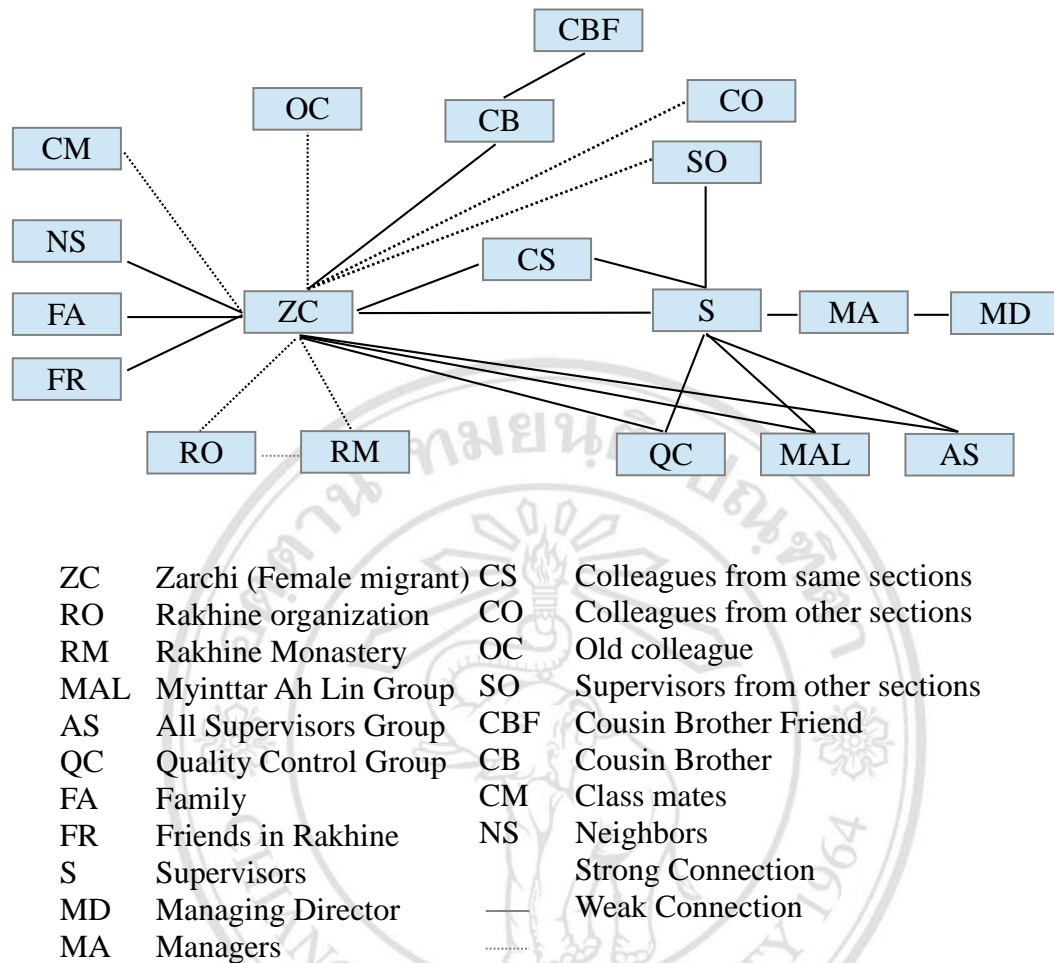 CBF
OC
CB
CO
CM
SO
NS
CS
FA
ZC
S
MA
MD
FR
RO
RM
QC
MAL
AS
ZC Zarchi (Female migrant) CS Colleagues from same sections
RO Rakhine organization CO Colleagues from other sections
RM Rakhine Monastery OC Old colleague
MAL Myinttar Ah Lin Group SO Supervisors from other sections
AS All Supervisors Group CBF Cousin Brother Friend
QC Quality Control Group CB Cousin Brother
FA Family CM Class mates
FR Friends in Rakhine NS Neighbors
S Supervisors Strong Connection
MD Managing Director Weak Connection
MA Managers
1964